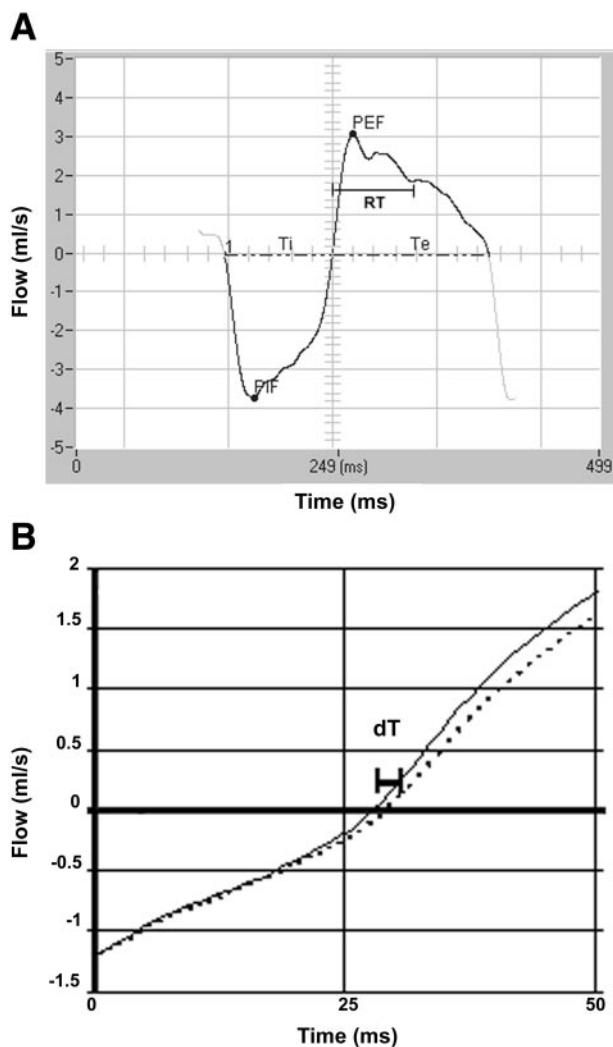 A
5-
4-
3-
PEF
2-
RT
1-
1
Ti
Te
0-
-1-
-2-
-3-
PIF
-4-
-5-
Flow (ml/s)
0
249 (ms)
499
Time (ms)
B
2
1.5
1
dT
0.5
0
-0.5
-1
-1.5
Flow (ml/s)
0
25
50
Time (ms)